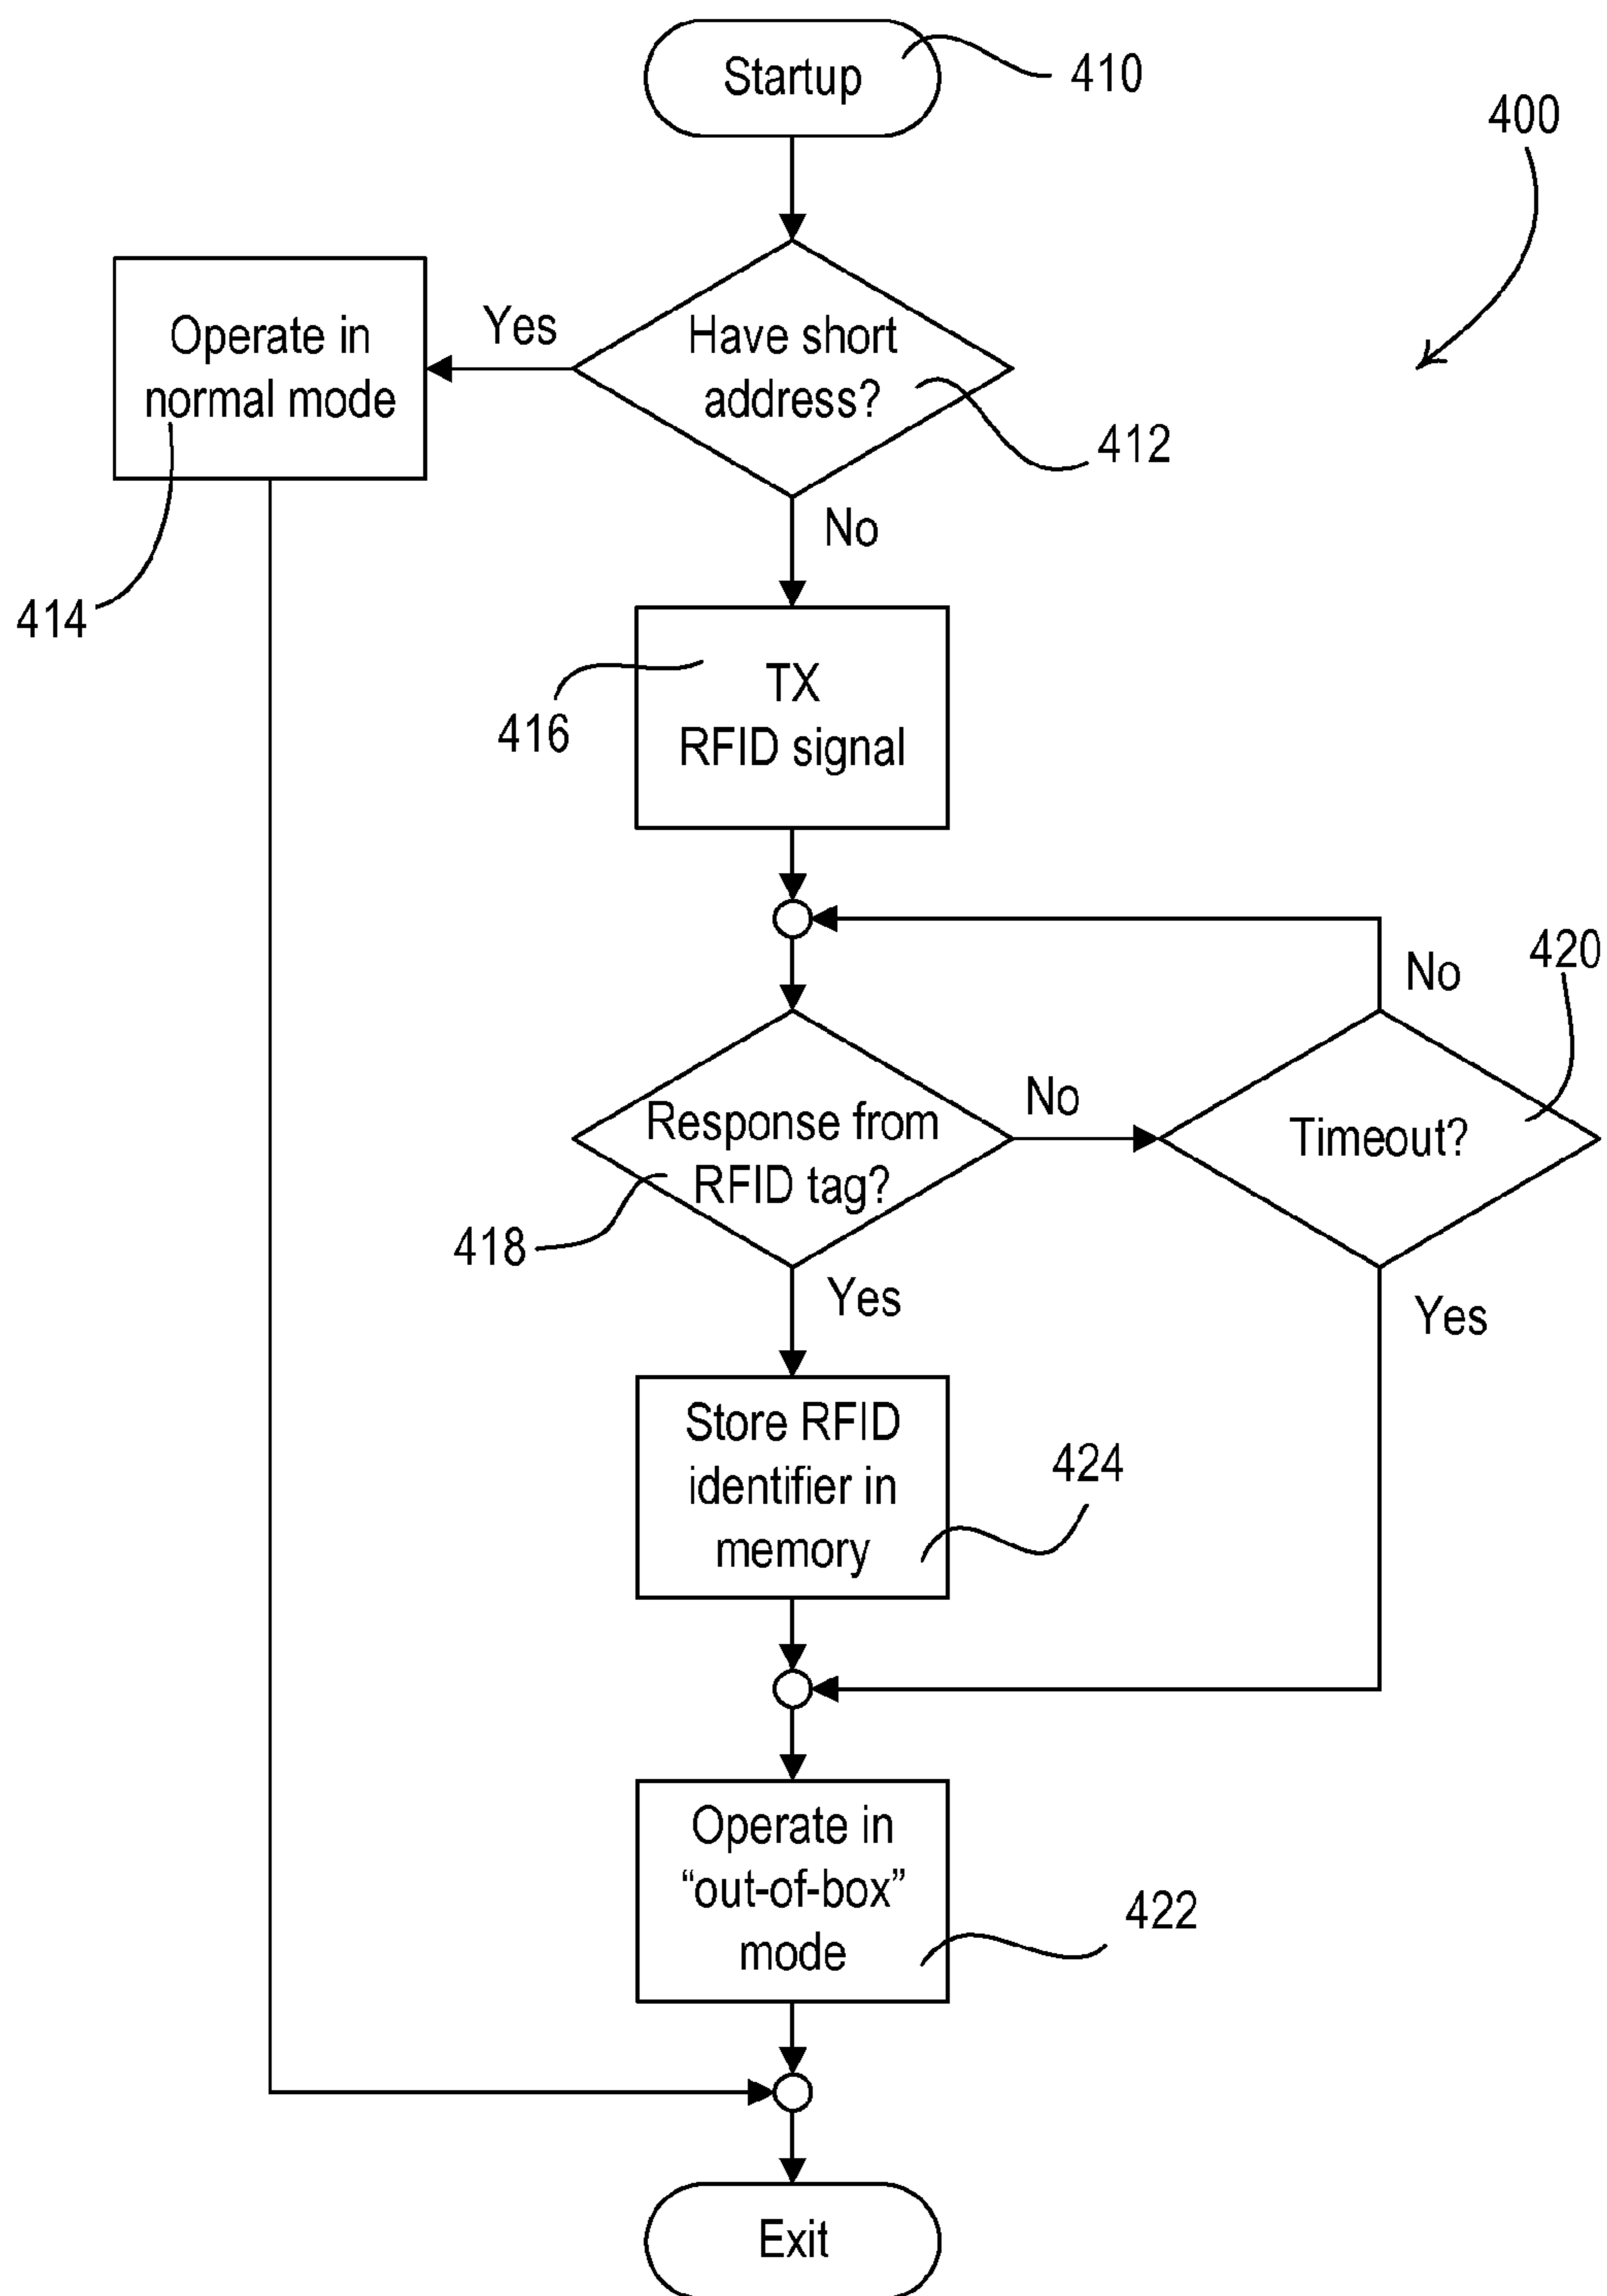 Startup
410
400
Operate in
normal mode
Yes
Have short
address?
412
No
414
TX
RFID signal
416
420
No
Response from
RFID tag?
No
Timeout?
418
Yes
Yes
Store RFID
identifier in
memory
424
Operate in
“out-of-box”
mode
422
Exit